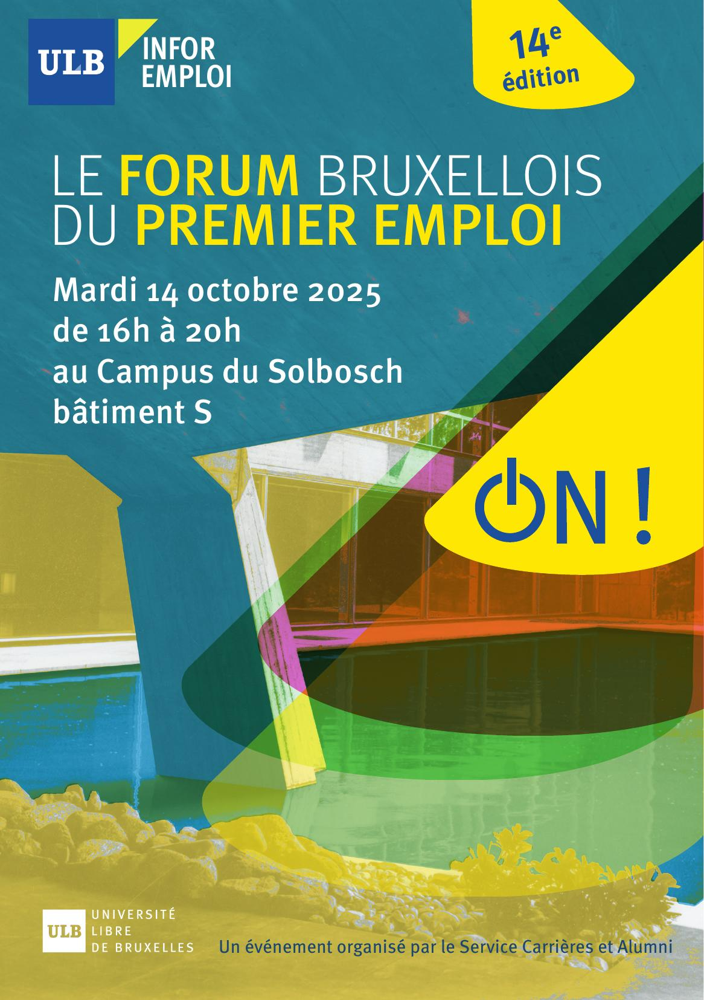 ULB
INFOR
EMPLOI
14e
édition
LE FORUM BRUXELLOIS
DU PREMIER EMPLOI
Mardi 14 octobre 2025
de 16h à 20h
au Campus du Solbosch
bâtiment S
ON !
ULB
UNIVERSITÉ
LIBRE
DE BRUXELLES
Un événement organisé par le Service Carrières et Alumni